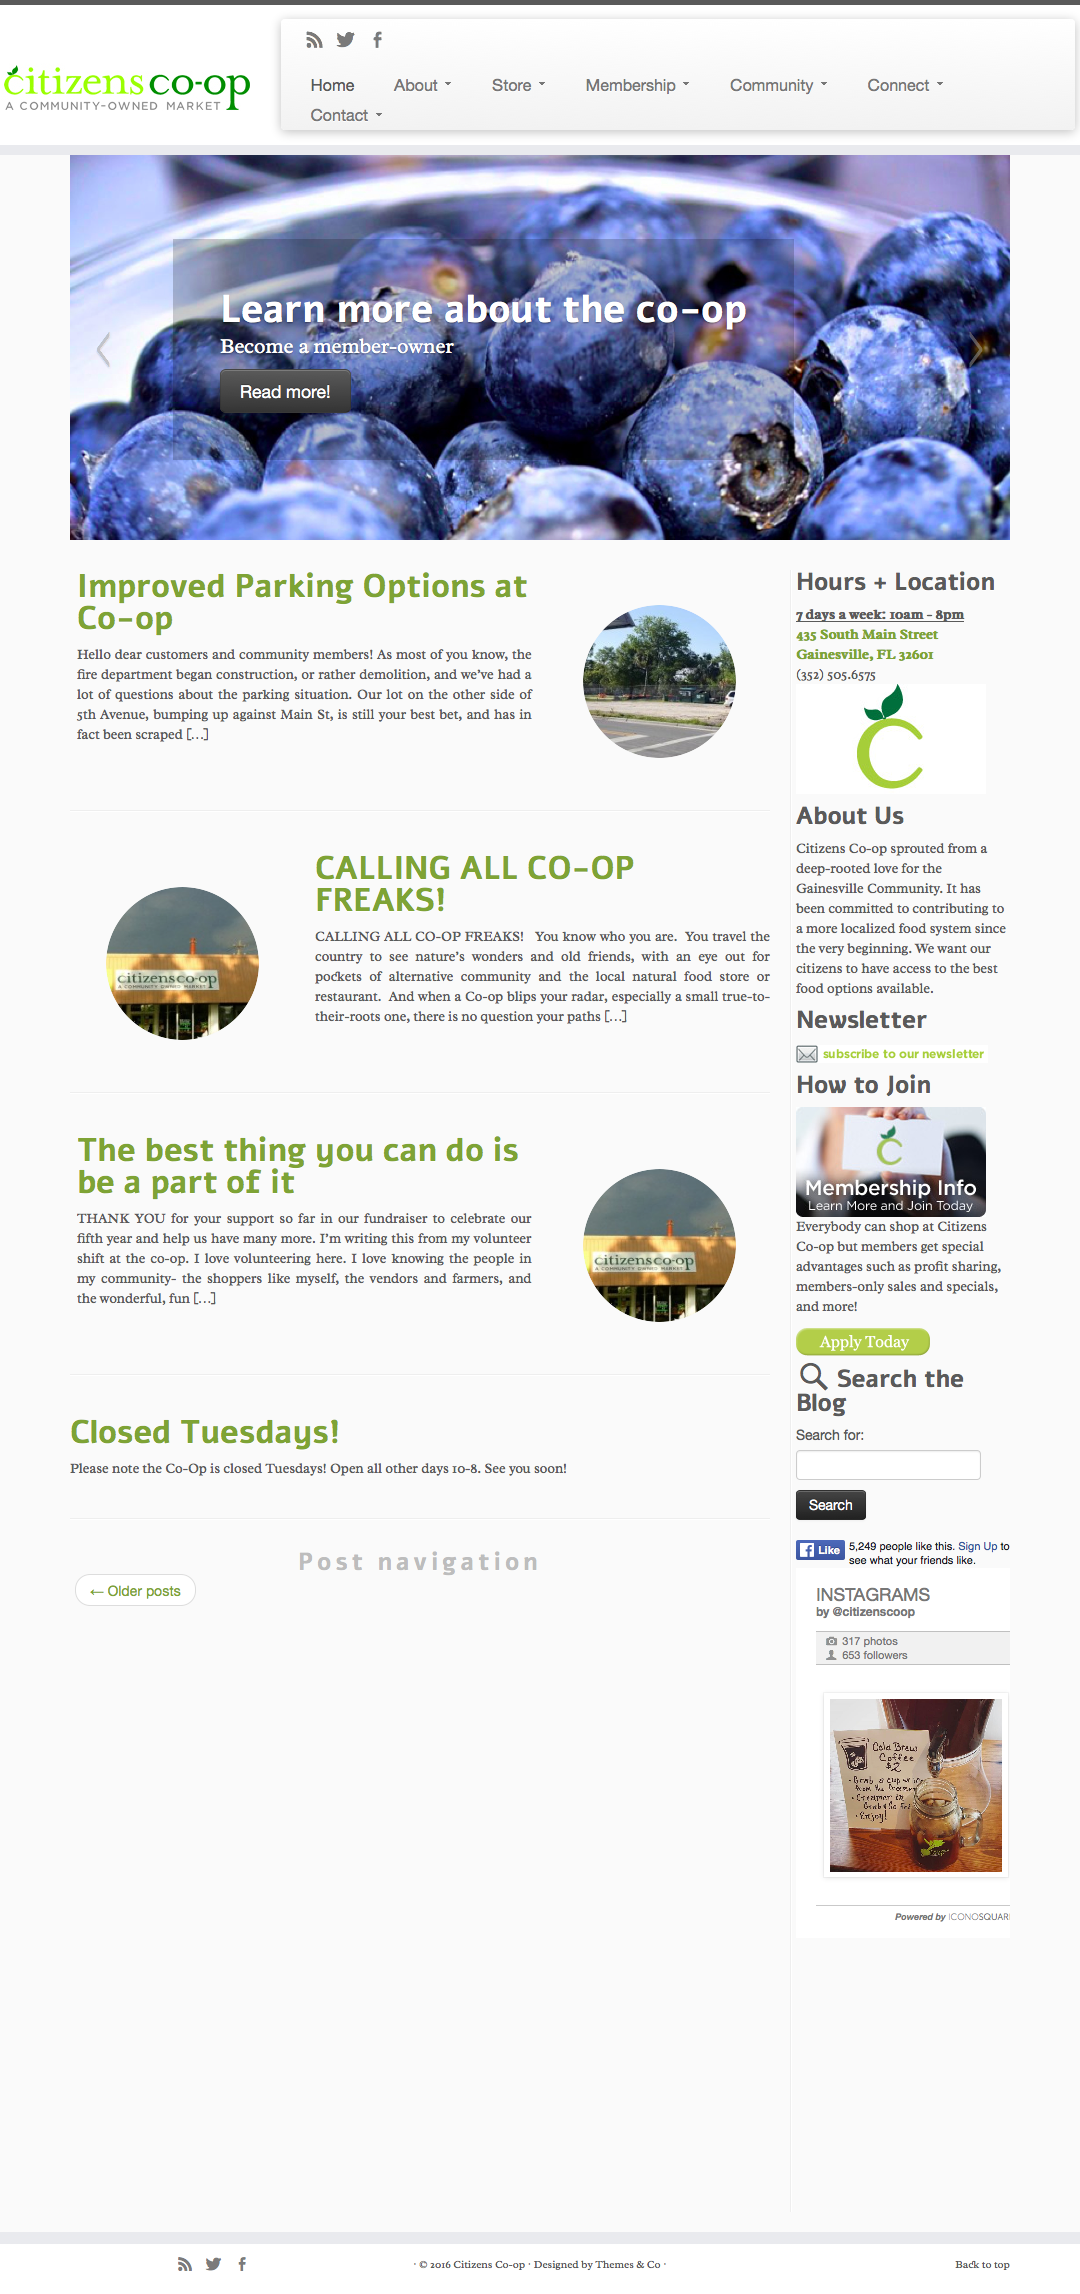 citizens co-op
A COMMUNITY-OWNED MARKET
Home About Store Membership Community Connect
Contact
Learn more about the co-op
Become a member-owner
Read more!
Improved Parking Options at
Co-op
Hello dear customers and community members! As most of you know, the
fire department began construction, or rather demolition, and we've had a
lot of questions about the parking situation. Our lot on the other side of
5th Avenue, bumping up against Main St, is still your best bet, and has in
fact been scraped [...]
CALLING ALL CO-OP
FREAKS!
CALLING ALL CO-OP FREAKS! You know who you are. You travel the
country to see nature's wonders and old friends, with an eye out for
pockets of alternative community and the local natural food store or
restaurant. And when a Co-op blips your radar, especially a small true-to-
their-roots one, there is no question your paths [...]
citizensco-op
A COMMUNITY OWNED MARKET
The best thing you can do is
be a part of it
THANK YOU for your support so far in our fundraiser to celebrate our
fifth year and help us have many more. I'm writing this from my volunteer
shift at the co-op. I love volunteering here. I love knowing the people in
my community- the shoppers like myself, the vendors and farmers, and
the wonderful, fun [...]
citizensco-op
A COMMUNITY OWNED MARKET
Closed Tuesdays!
Please note the Co-Op is closed Tuesdays! Open all other days 10-8. See you soon!
Post navigation
← Older posts
Hours + Location
7 days a week: 10am - 8pm
435 South Main Street
Gainesville, FL 32601
(352) 505.6575
About Us
Citizens Co-op sprouted from a
deep-rooted love for the
Gainesville Community. It has
been committed to contributing to
a more localized food system since
the very beginning. We want our
citizens to have access to the best
food options available.
Newsletter
subscribe to our newsletter
How to Join
Membership Info
Learn More and Join Today
Everybody can shop at Citizens
Co-op but members get special
advantages such as profit sharing,
members-only sales and specials,
and more!
Apply Today
Search the
Blog
Search for:
Search
Like 5,249 people like this. Sign Up to
see what your friends like.
INSTAGRAMS
by @citizenscoop
317 photos
653 followers
Cold Brew
Coffee
$2
Grab a cup
from the
Creamer
Enjoy!
Powered by ICONOSQUAR
· © 2016 Citizens Co-op · Designed by Themes & Co ·
Back to top